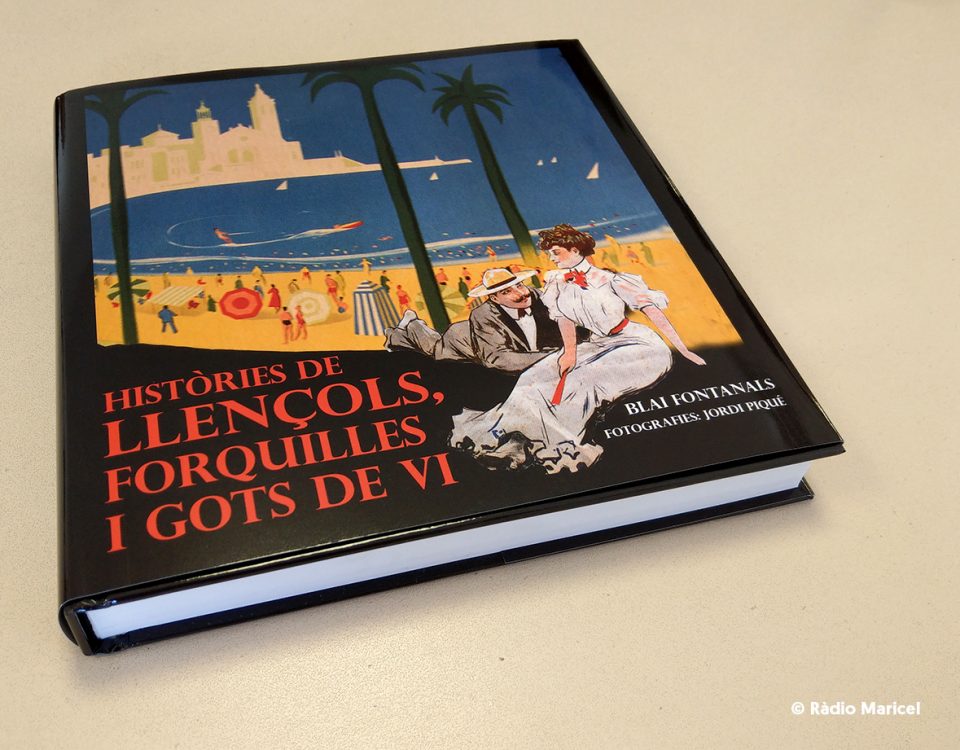 HISTÒRIES DE
LLENÇOLS,
FORQUILLES
I GOTS DE VI
BLAI FONTANALS
FOTOGRAFIES: JORDI PIQUÉ
© Ràdio Maricel